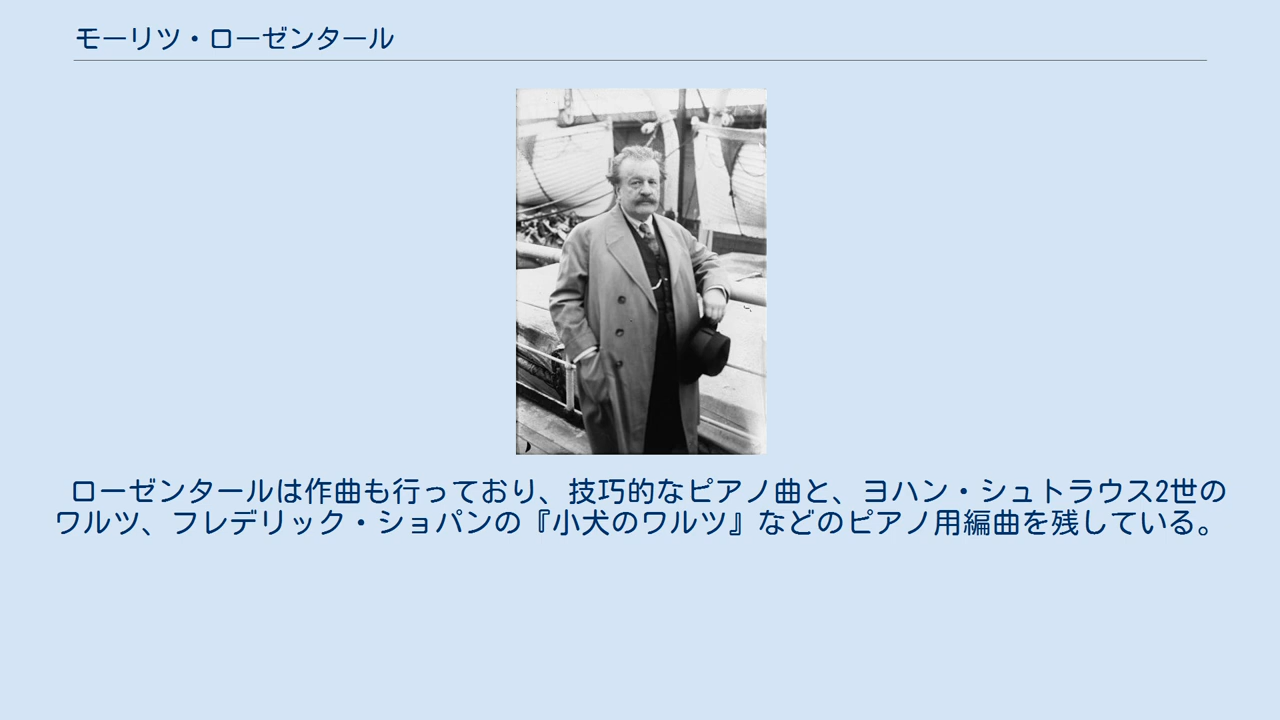 モーリツ・ローゼンタール
ローゼンタールは作曲も行っており、技巧的なピアノ曲と、ヨハン・シュトラウス2世の
ワルツ、フレデリック・ショパンの『小犬のワルツ』などのピアノ用編曲を残している。